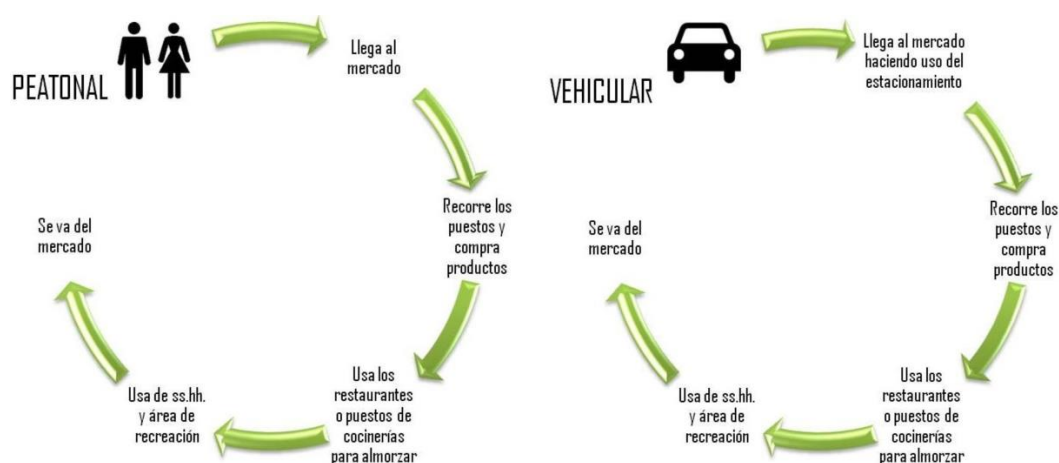 PEATONAL
Llega al
mercado
Recorre los
puestos y
compra
productos
Usa los
restaurantes
o puestos de
cocinerías
para almorzar
Usa de ss.hh.
y área de
recreación
Se va del
mercado
VEHICULAR
Llega al mercado
haciendo uso del
estacionamiento
Recorre los
puestos y
compra
productos
Usa los
restaurantes
o puestos de
cocinerías
para almorzar
Usa de ss.hh.
y área de
recreación
Se va del
mercado